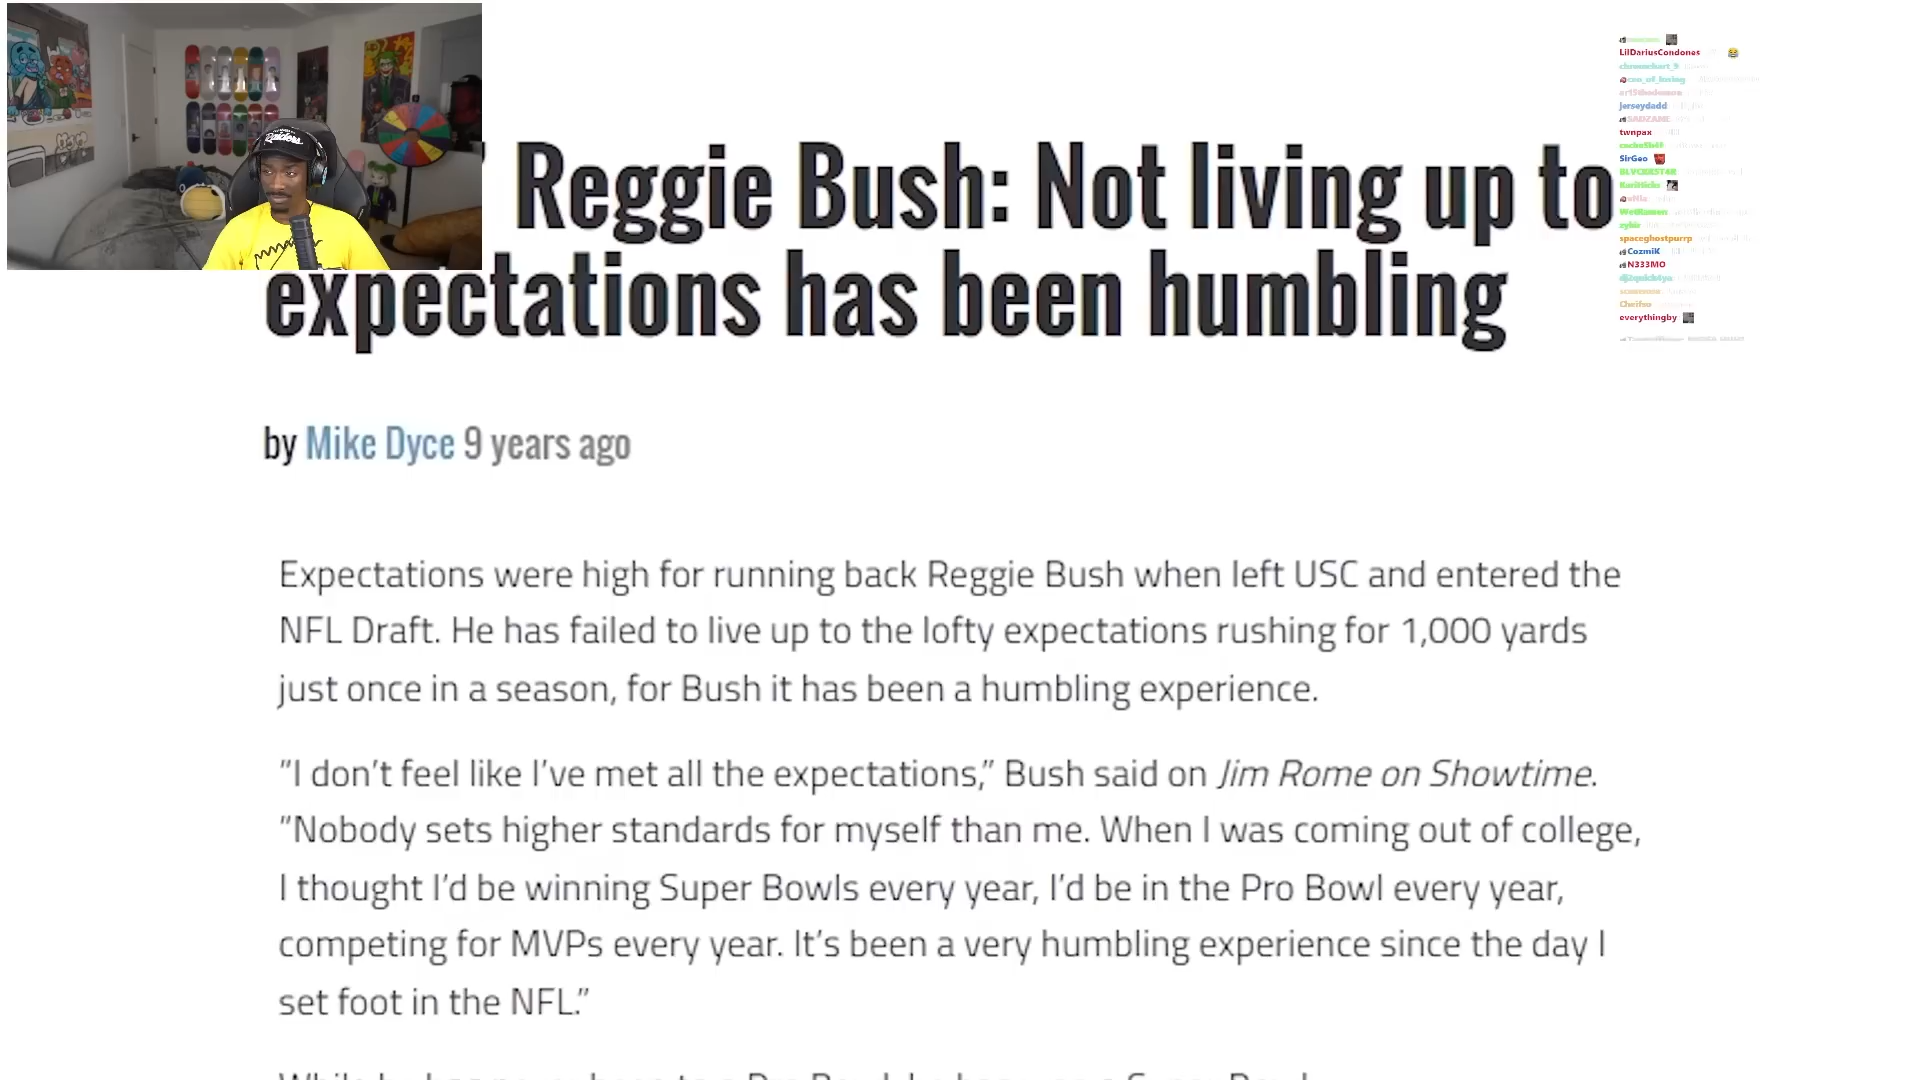 Raiders
Reggie Bush: Not living up to
expectations has been humbling
by Mike Dyce 9 years ago
Expectations were high for running back Reggie Bush when left USC and entered the
NFL Draft. He has failed to live up to the lofty expectations rushing for 1,000 yards
just once in a season, for Bush it has been a humbling experience.
"I don't feel like I've met all the expectations," Bush said on Jim Rome on Showtime.
"Nobody sets higher standards for myself than me. When I was coming out of college,
I thought I'd be winning Super Bowls every year, I'd be in the Pro Bowl every year,
competing for MVPs every year. It's been a very humbling experience since the day I
set foot in the NFL."
LilDariusCondones
jerseydadd
twnpax
SirGeo
spaceghostpurrp
CozmiK
N333MO
everythingby